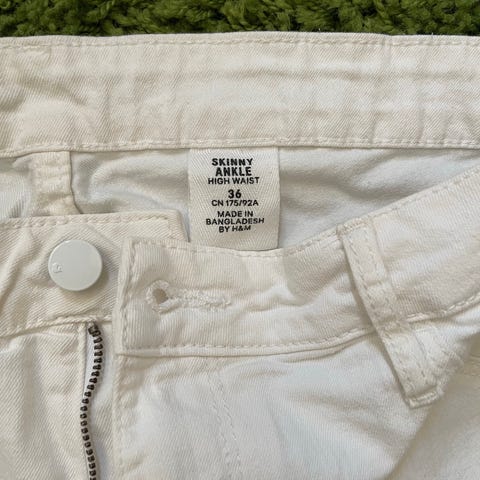 SKINNY
ANKLE
HIGH WAIST
36
CN 175/92A
MADE IN
BANGLADESH
BY H&M